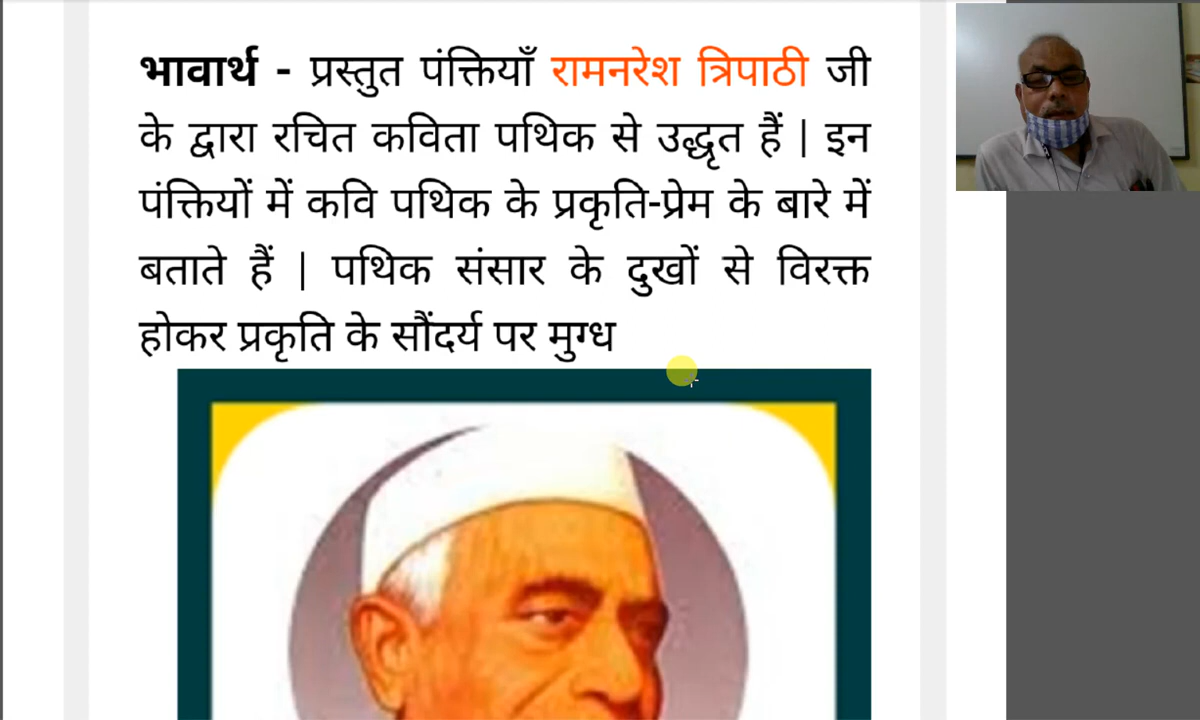 भावार्थ - प्रस्तुत पंक्तियाँ रामनरेश त्रिपाठी जी
के द्वारा रचित कविता पथिक से उद्धृत हैं | इन
पंक्तियों में कवि पथिक के प्रकृति-प्रेम के बारे में
बताते हैं | पथिक संसार के दुखों से विरक्त
होकर प्रकृति के सौंदर्य पर मुग्ध